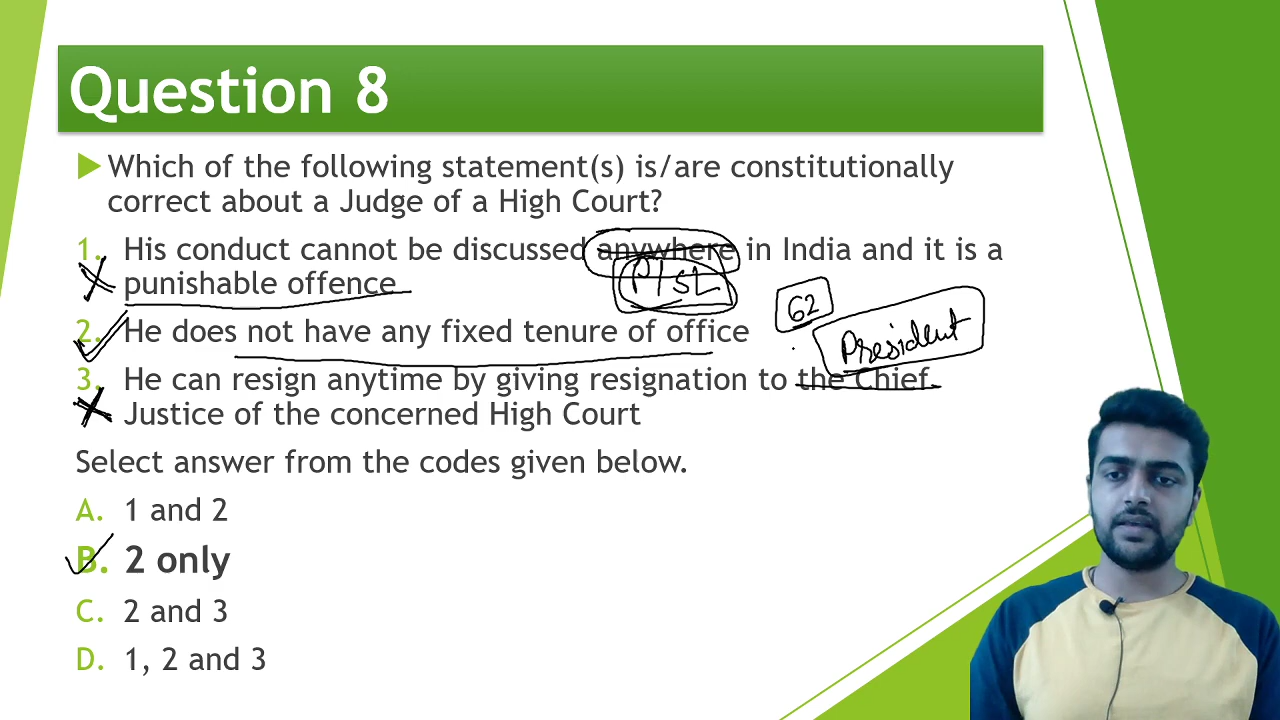 Question 8
Which of the following statement(s) is/are constitutionally
correct about a Judge of a High Court?
1. His conduct cannot be discussed anywhere in India and it is a
punishable offence
P/SL
62
2. He does not have any fixed tenure of office
President
3. He can resign anytime by giving resignation to the Chief
Justice of the concerned High Court
Select answer from the codes given below.
A. 1 and 2
B. 2 only
C. 2 and 3
D. 1, 2 and 3